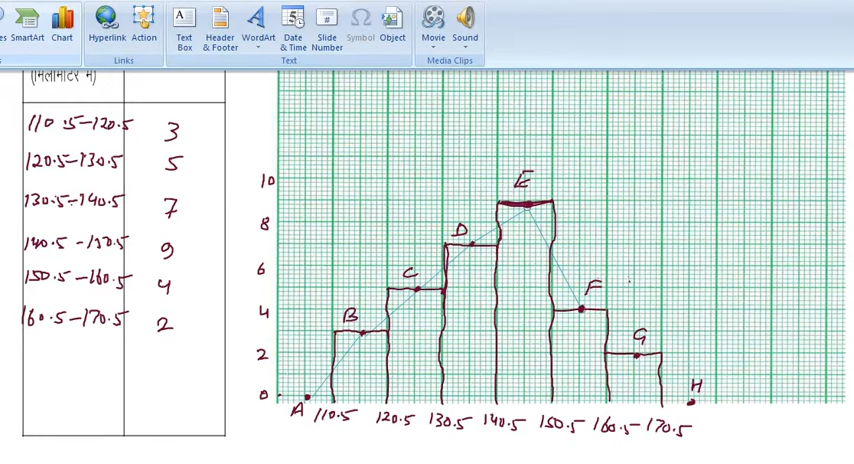 SmartArt Chart Hyperlink Action Text Box Header & Footer WordArt Date & Time Slide Number Symbol Object Movie Sound
Links Text Media Clips
(मिलीमीटर में)
110.5-120.5 3
120.5-130.5 5
130.5-140.5 7
140.5-150.5 9
150.5-160.5 4
160.5-170.5 2
10
8
6
4
2
0
A B C D E F G H
110.5 120.5 130.5 140.5 150.5 160.5-170.5